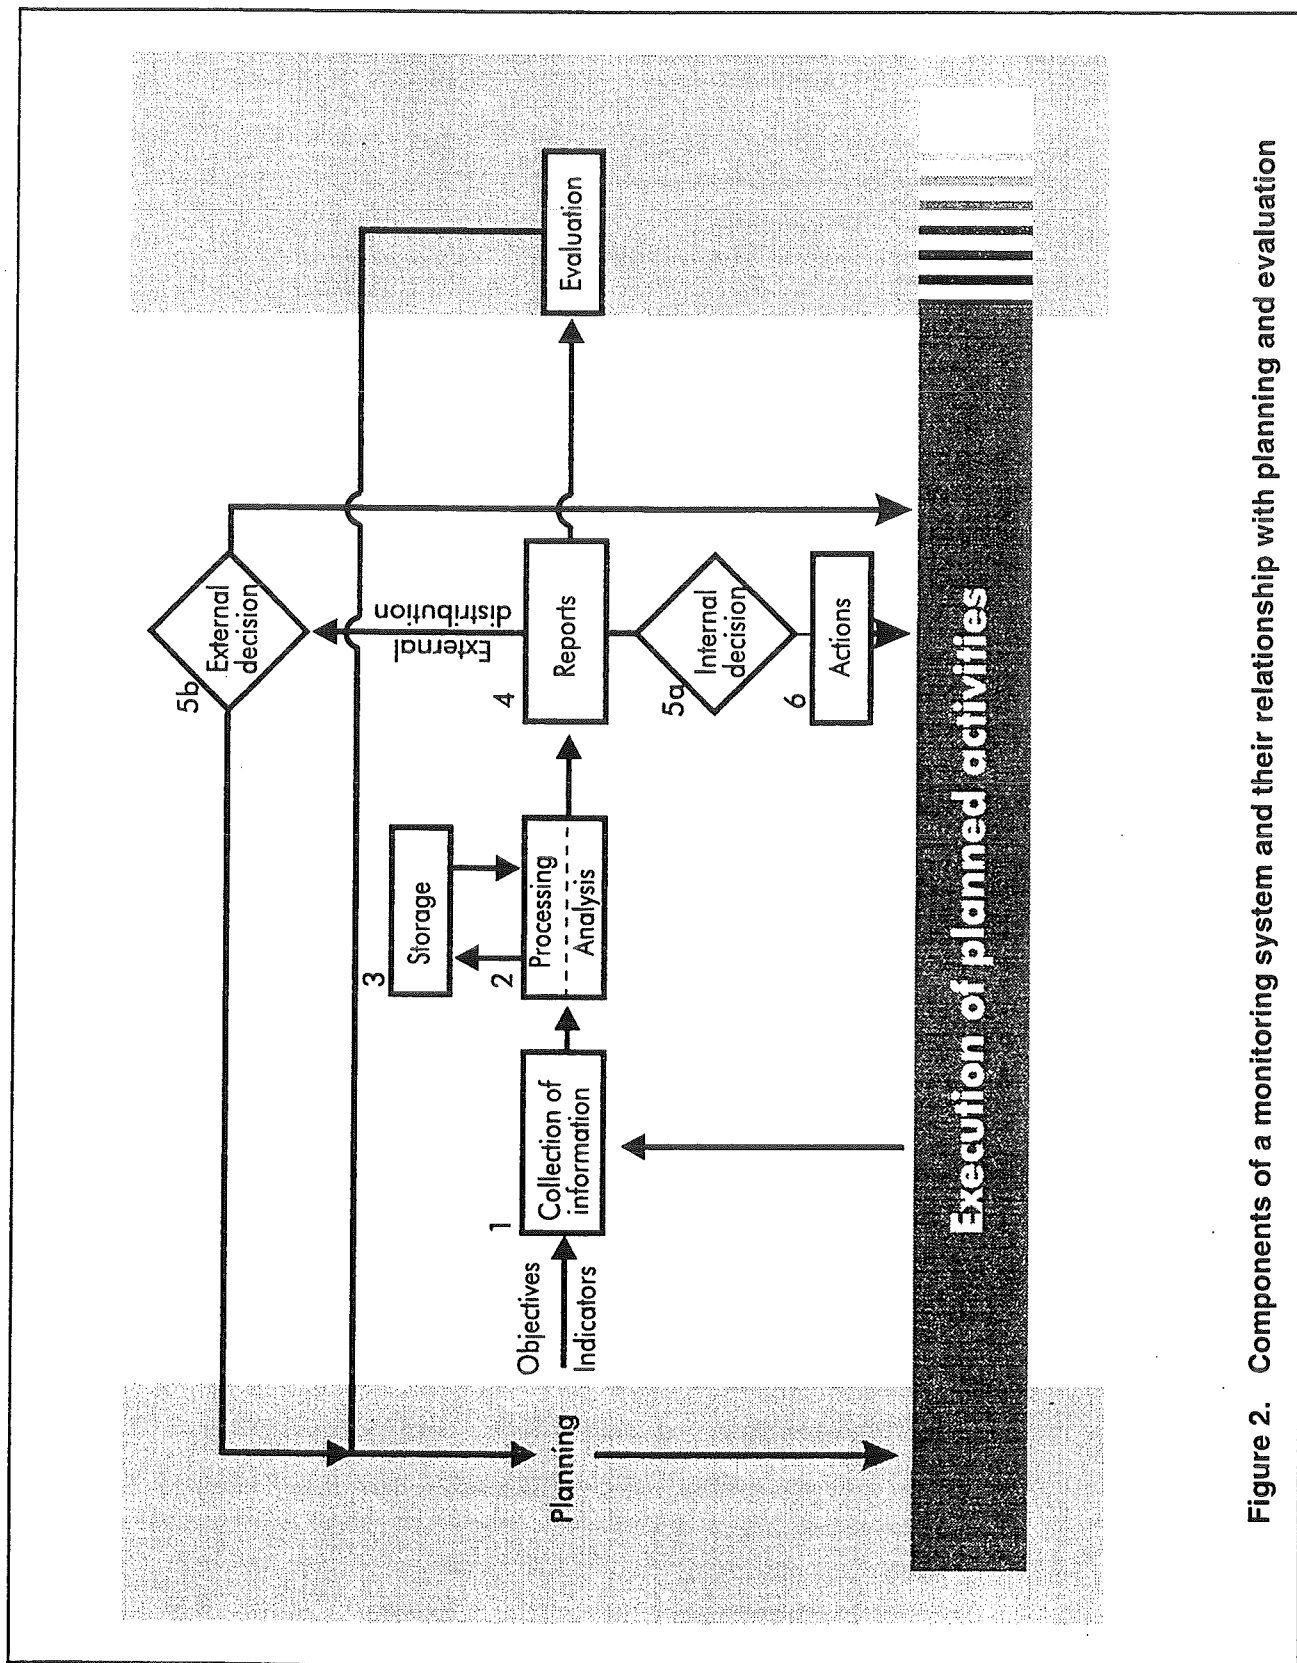 5b
External
decision
External
distribution
3
Storage
Planning
Objectives
Indicators
1
Collection of
information
2
Processing
Analysis
4
Reports
Evaluation
5a
Internal
decision
6
Actions
Execution of planned activities
Figure 2. Components of a monitoring system and their relationship with planning and evaluation